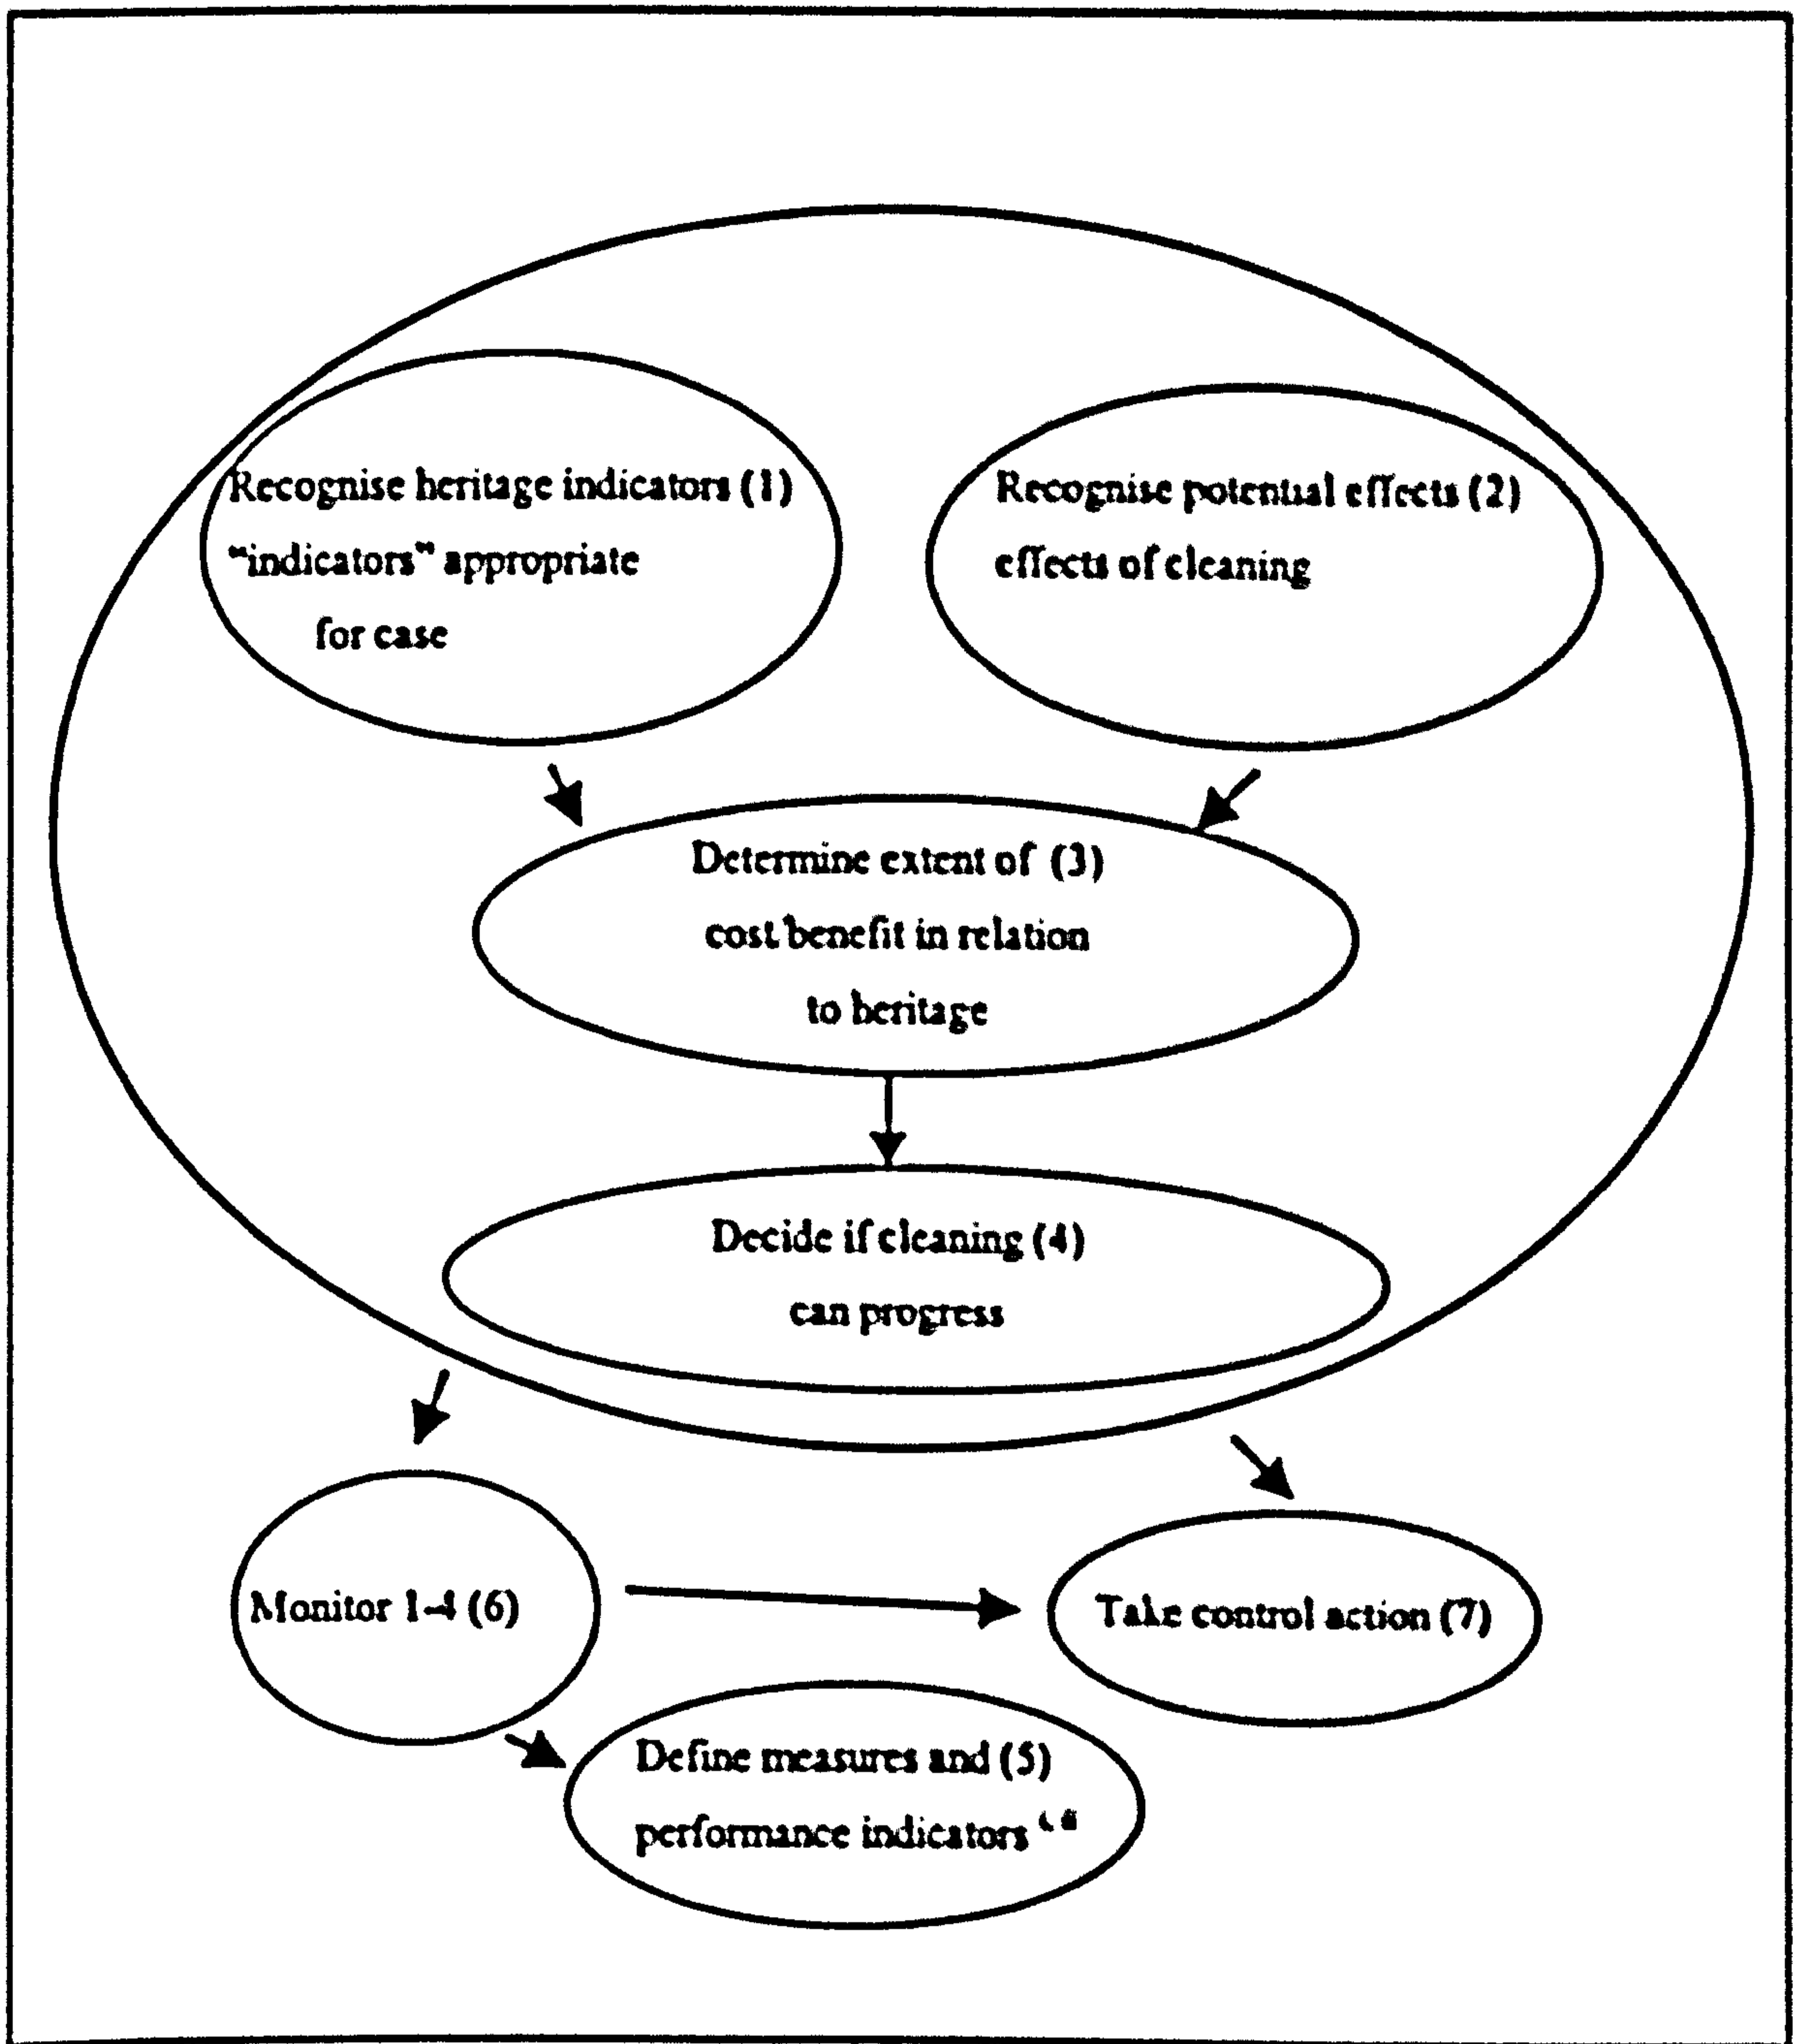 Recognise heritage indicators (1)
"indicators" appropriate
for case
Recognise potential effects (2)
effects of cleaning
Determine extent of (3)
cost benefit in relation
to heritage
Decide if cleaning (4)
can progress
Monitor 1-4 (6)
Take control action (7)
Define measures and (5)
performance indicators